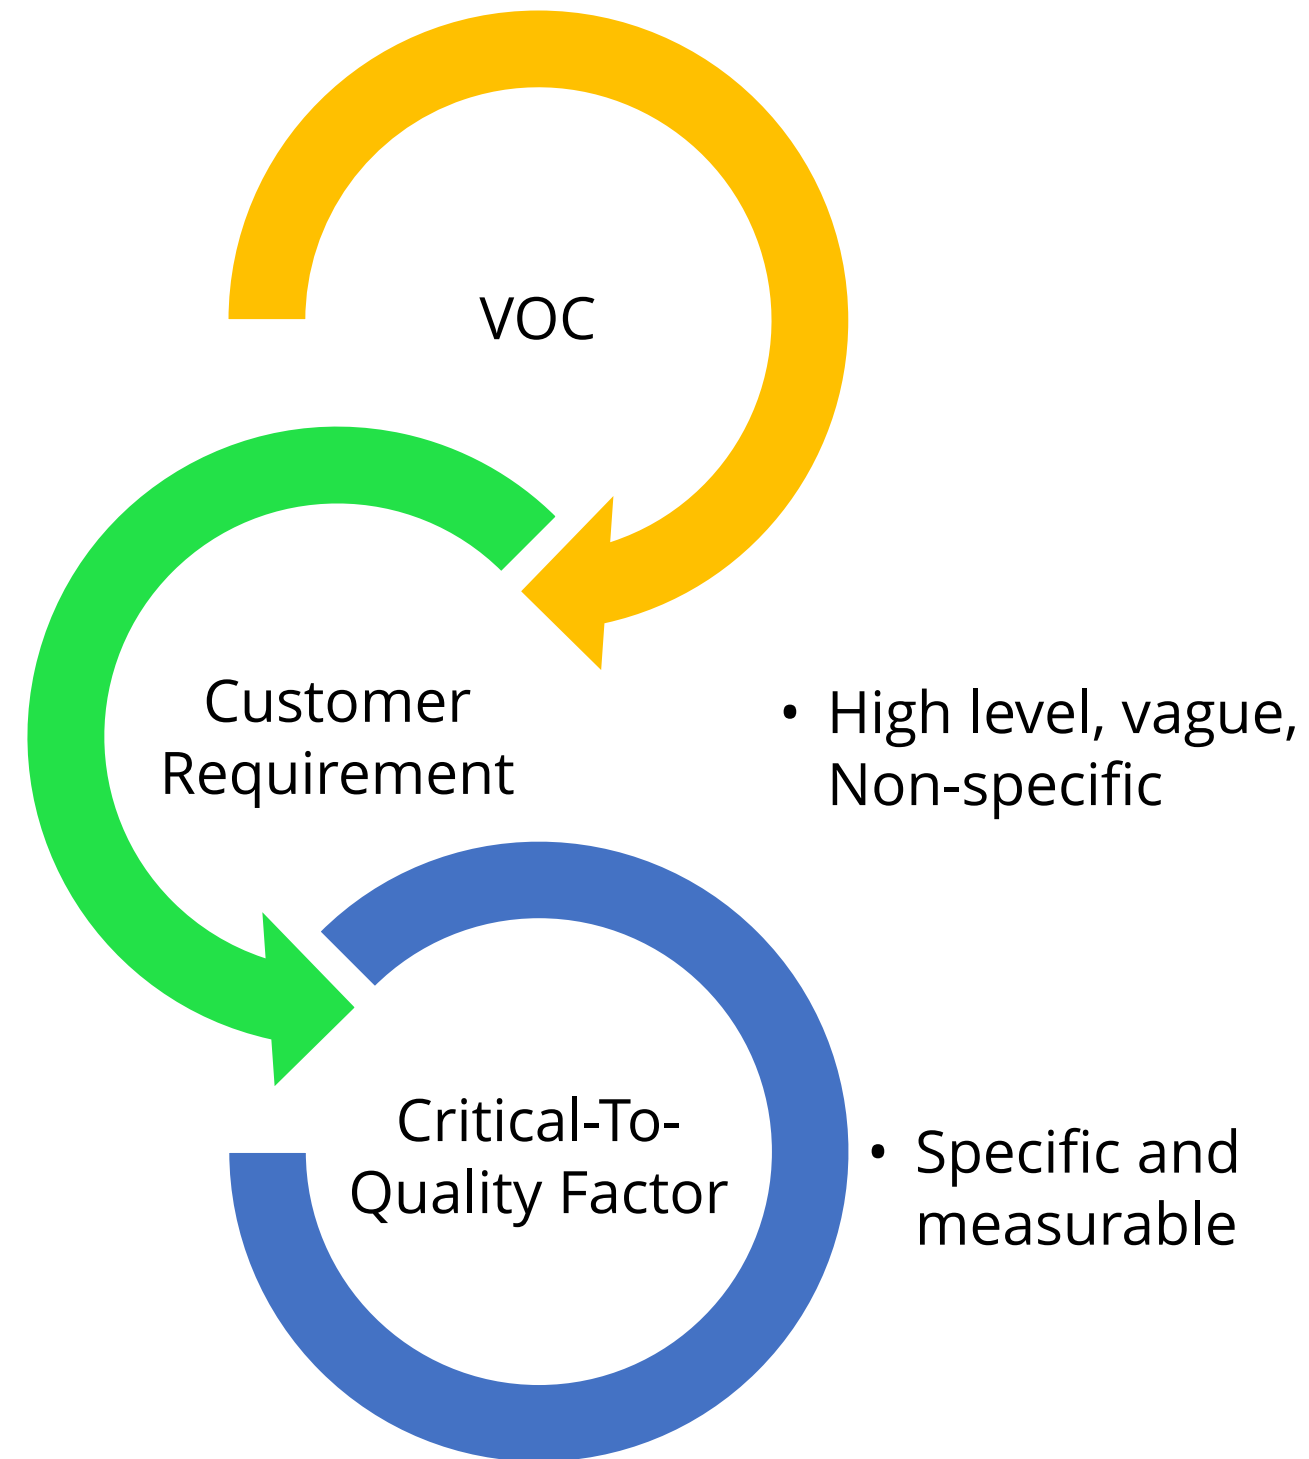 VOC
Customer
Requirement
• High level, vague,
Non-specific
Critical-To-
Quality Factor
• Specific and
measurable